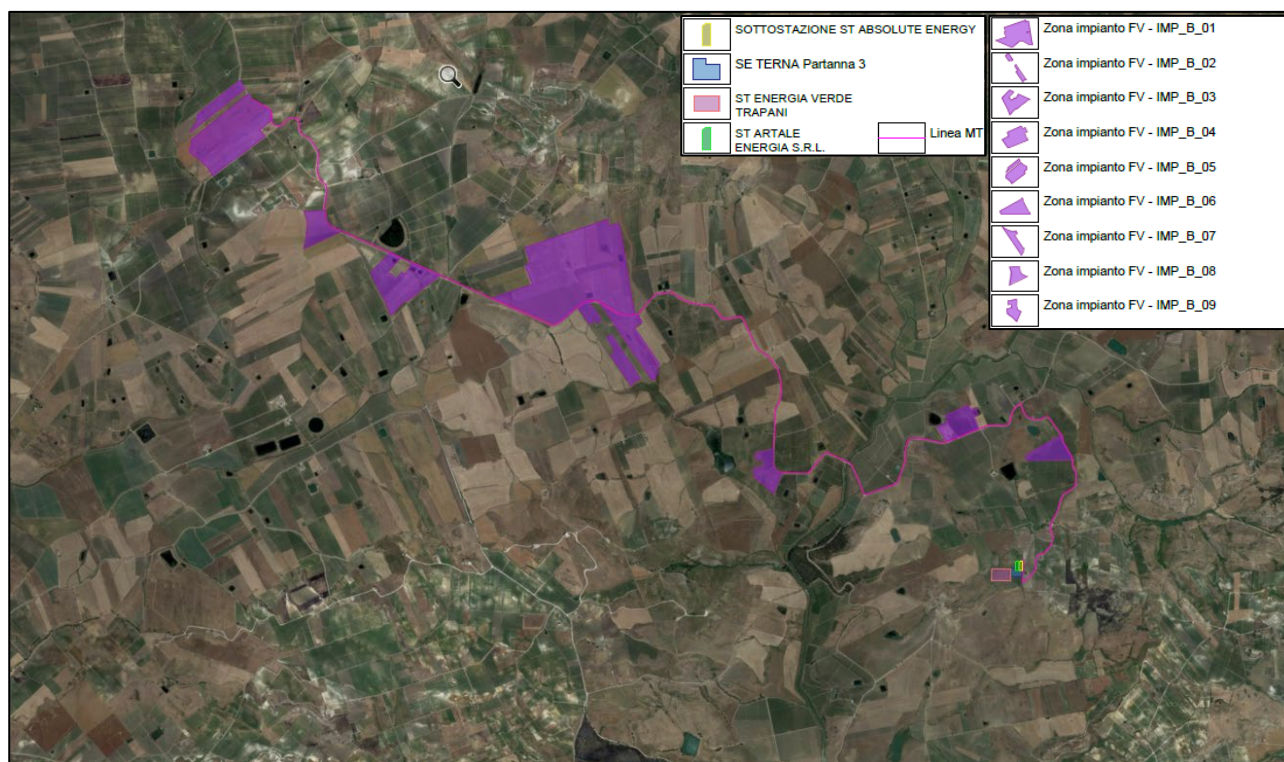 SOTTOSTAZIONE ST ABSOLUTE ENERGY
SE TERNA Partanna 3
ST ENERGIA VERDE
TRAPANI
ST ARTALE
ENERGIA S.R.L.
Linea MT
Zona impianto FV - IMP_B_01
Zona impianto FV - IMP_B_02
Zona impianto FV - IMP_B_03
Zona impianto FV - IMP_B_04
Zona impianto FV - IMP_B_05
Zona impianto FV - IMP_B_06
Zona impianto FV - IMP_B_07
Zona impianto FV - IMP_B_08
Zona impianto FV - IMP_B_09